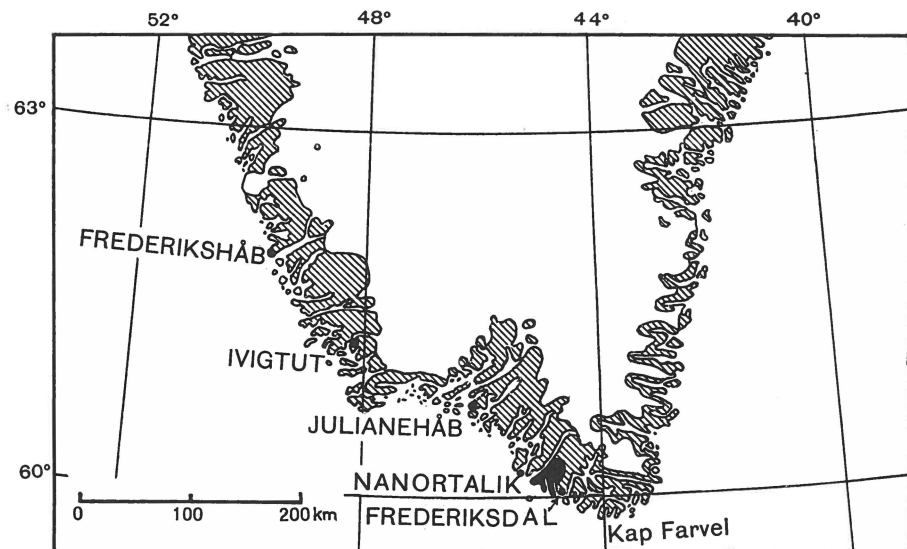 52° 48° 44° 40°
63°
FREDERIKSHÅB
IVIGTUT
JULIANEHÅB
60°
NANORTALIK
FREDERIKSDAL
Kap Farvel
0 100 200 km